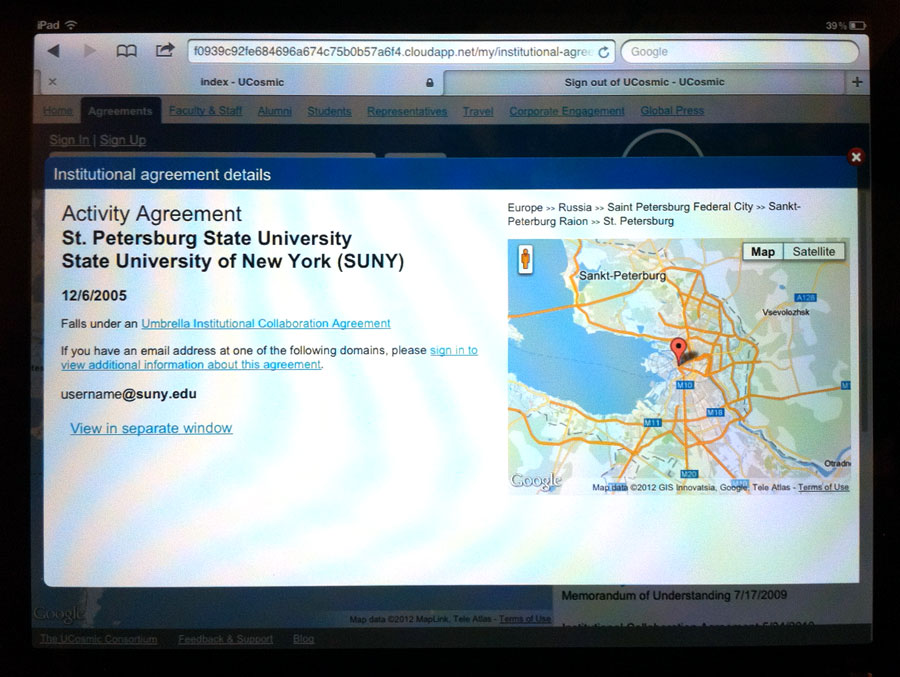 iPad
39%
f0939c92fe684696a674c75b0b57a6f4.cloudapp.net/my/institutional-agree
Google
index - UCosmic
Sign out of UCosmic - UCosmic
Home Agreements Faculty & Staff Alumni Students Representatives Travel Corporate Engagement Global Press
Sign In | Sign Up
Institutional agreement details
Activity Agreement
St. Petersburg State University
State University of New York (SUNY)
12/6/2005
Falls under an Umbrella Institutional Collaboration Agreement
If you have an email address at one of the following domains, please sign in to
view additional information about this agreement.
username@suny.edu
View in separate window
Europe >> Russia >> Saint Petersburg Federal City >> Sankt-
Peterburg Raion >> St. Petersburg
Map Satellite
Sankt-Peterburg
A128
Vsevolozhsk
M10
M18
M11
M20
Otradn
Google
Map data ©2012 GIS Innovatsia, Google, Tele Atlas - Terms of Use
Memorandum of Understanding 7/17/2009
Google
Map data ©2012 MapLink, Tele Atlas - Terms of Use
The UCosmic Consortium Feedback & Support Blog